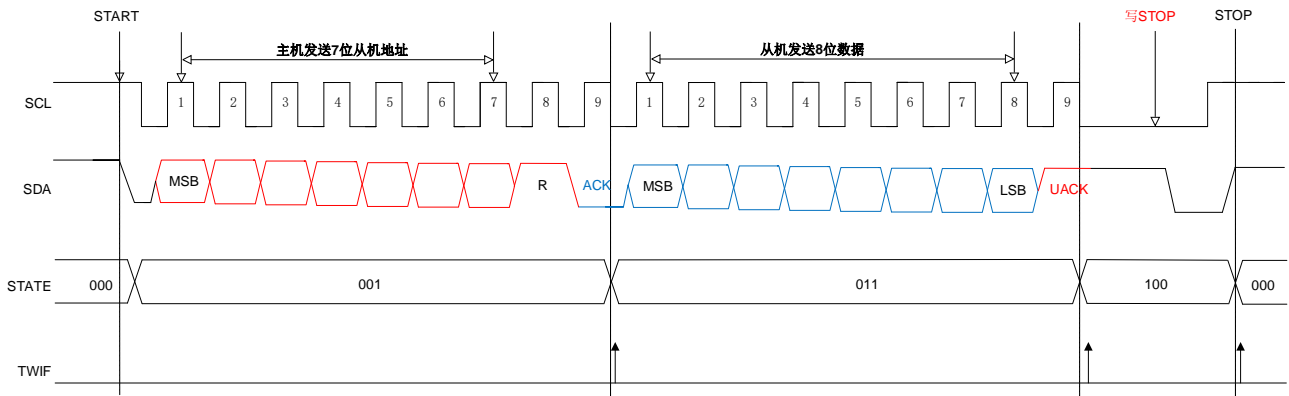 START 写STOP STOP
主机发送7位从机地址 从机发送8位数据
SCL 1 2 3 4 5 6 7 8 9 1 2 3 4 5 6 7 8 9
SDA MSB R ACK MSB LSB UACK
STATE 000 001 011 100 000
TWIF